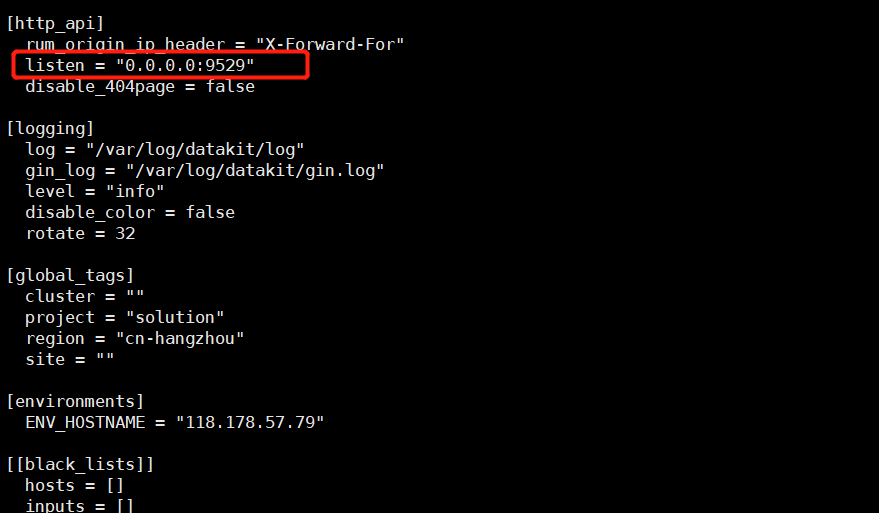 [http_api]
rum_origin_ip_header = "X-Forward-For"
listen = "0.0.0.0:9529"
disable_404page = false
[logging]
log = "/var/log/datakit/log"
gin_log = "/var/log/datakit/gin.log"
level = "info"
disable_color = false
rotate = 32
[global_tags]
cluster = ""
project = "solution"
region = "cn-hangzhou"
site = ""
[environments]
ENV_HOSTNAME = "118.178.57.79"
[[black_lists]]
hosts = []
inputs = []